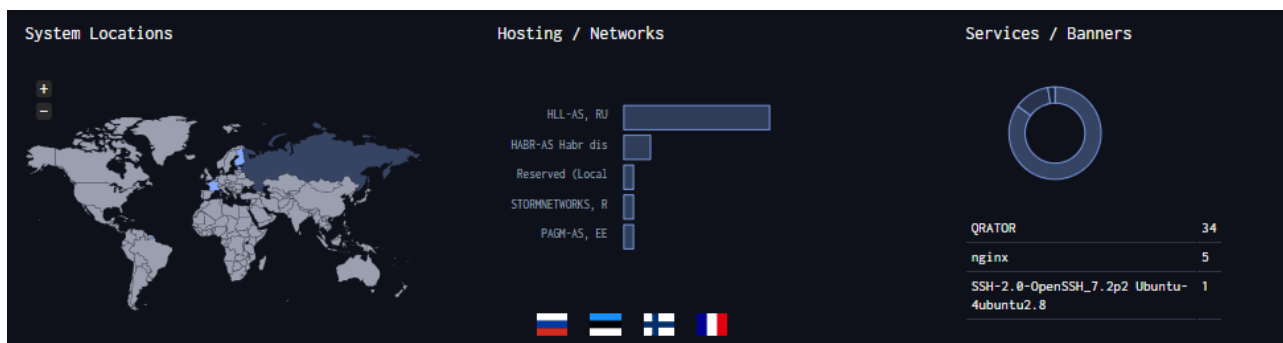 System Locations
+
−
Hosting / Networks
HLL-AS, RU
HABR-AS Habr dis
Reserved (Local
STORMNETWORKS, R
PAGM-AS, EE
Services / Banners
QRATOR 34
nginx 5
SSH-2.0-OpenSSH_7.2p2 Ubuntu- 1
4ubuntu2.8